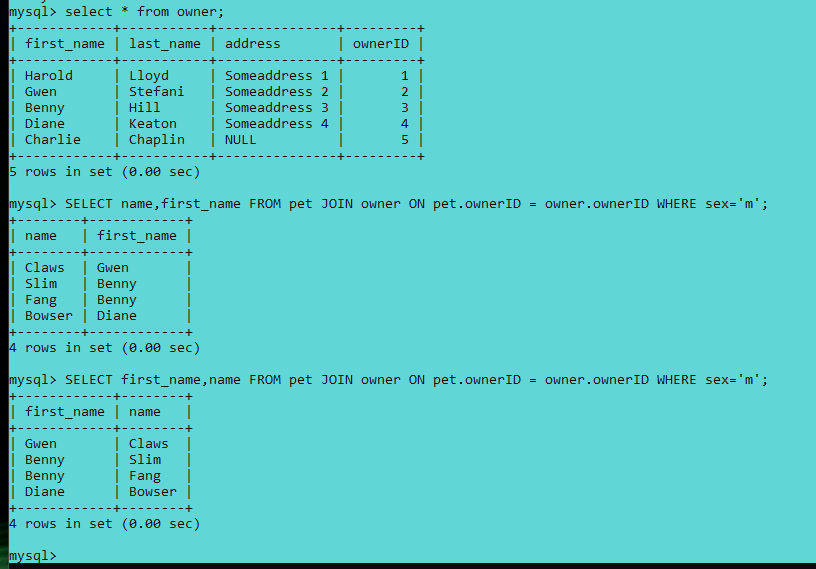 mysql> select * from owner;
+------------+-----------+---------------+---------+
| first_name | last_name | address       | ownerID |
+------------+-----------+---------------+---------+
| Harold     | Lloyd     | Someaddress 1 |       1 |
| Gwen       | Stefani   | Someaddress 2 |       2 |
| Benny      | Hill      | Someaddress 3 |       3 |
| Diane      | Keaton    | Someaddress 4 |       4 |
| Charlie    | Chaplin   | NULL          |       5 |
+------------+-----------+---------------+---------+
5 rows in set (0.00 sec)
mysql> SELECT name,first_name FROM pet JOIN owner ON pet.ownerID = owner.ownerID WHERE sex='m';
+--------+------------+
| name   | first_name |
+--------+------------+
| Claws  | Gwen       |
| Slim   | Benny      |
| Fang   | Benny      |
| Bowser | Diane      |
+--------+------------+
4 rows in set (0.00 sec)
mysql> SELECT first_name,name FROM pet JOIN owner ON pet.ownerID = owner.ownerID WHERE sex='m';
+------------+--------+
| first_name | name   |
+------------+--------+
| Gwen       | Claws  |
| Benny      | Slim   |
| Benny      | Fang   |
| Diane      | Bowser |
+------------+--------+
4 rows in set (0.00 sec)
mysql>